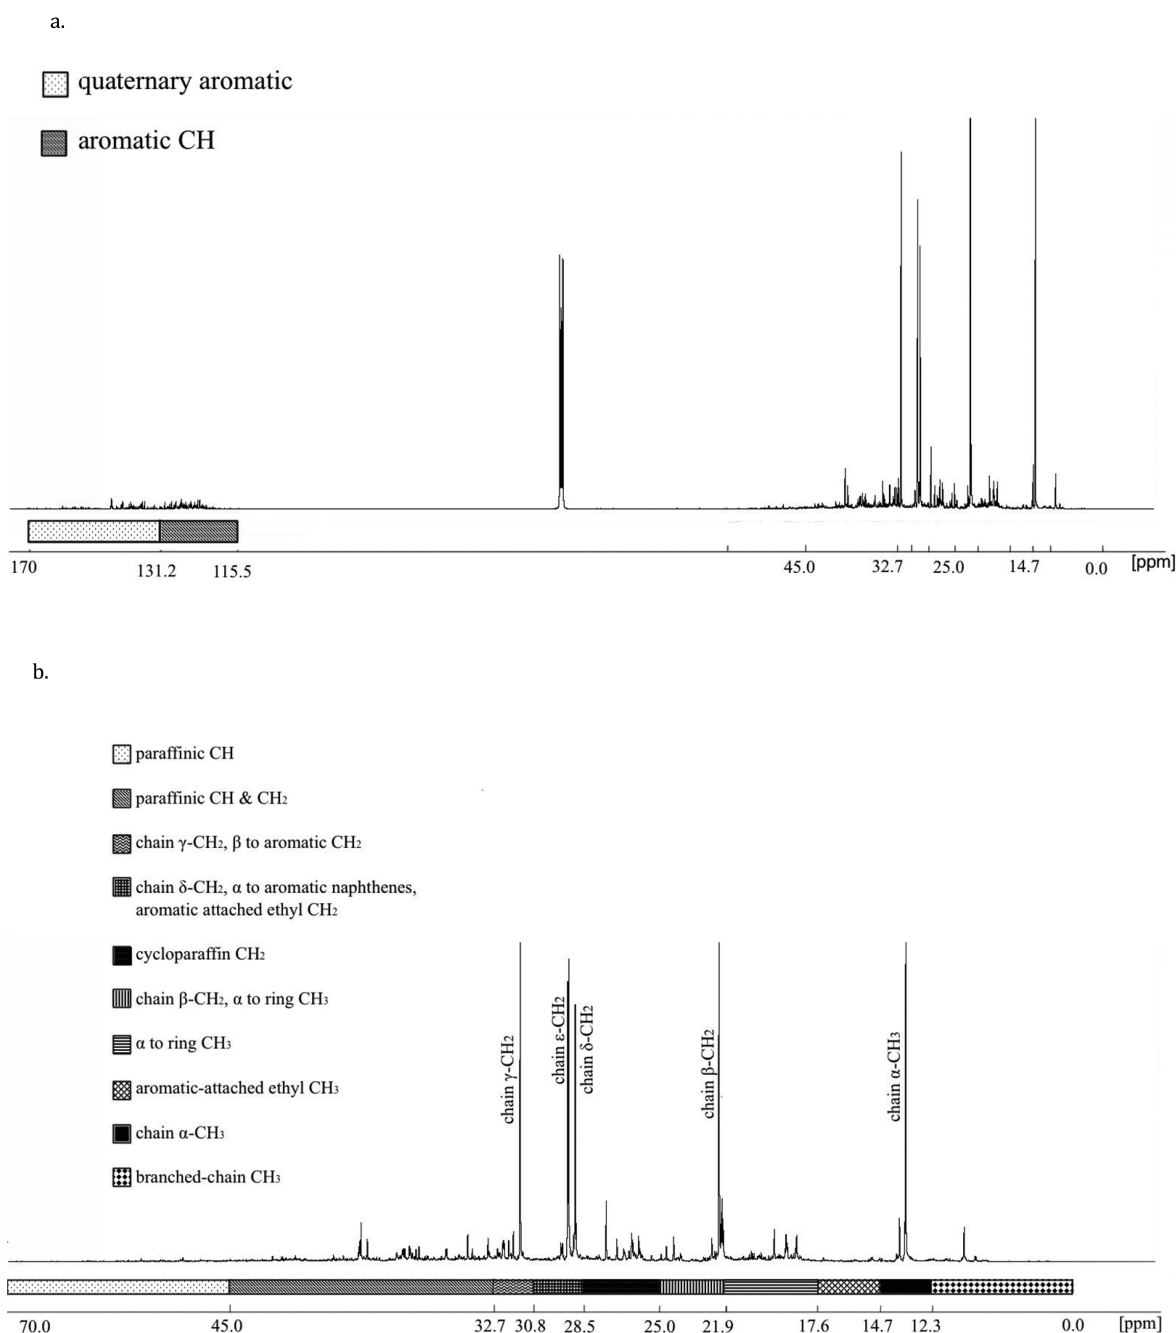 a.
quaternary aromatic
aromatic CH
170 131.2 115.5 45.0 32.7 25.0 14.7 0.0 [ppm]
b.
paraffinic CH
paraffinic CH & CH2
chain γ-CH2, β to aromatic CH2
chain δ-CH2, α to aromatic naphthenes,
aromatic attached ethyl CH2
cycloparaffin CH2
chain β-CH2, α to ring CH3
α to ring CH3
aromatic-attached ethyl CH3
chain α-CH3
branched-chain CH3
chain γ-CH2
chain ε-CH2
chain δ-CH2
chain β-CH2
chain α-CH3
70.0 45.0 32.7 30.8 28.5 25.0 21.9 17.6 14.7 12.3 0.0 [ppm]